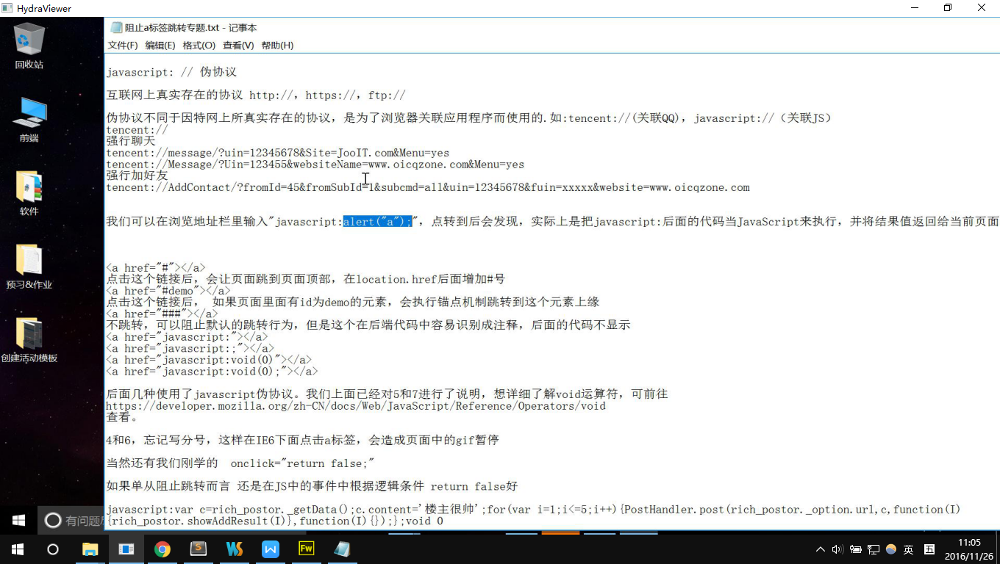 HydraViewer
回收站
前端
软件
预习&作业
创建活动模板
阻止a标签跳转专题.txt - 记事本
文件(F) 编辑(E) 格式(O) 查看(V) 帮助(H)
javascript: // 伪协议
互联网上真实存在的协议 http://, https://, ftp://
伪协议不同于因特网上所真实存在的协议，是为了浏览器关联应用程序而使用的.如:tencent://(关联QQ), javascript://（关联JS）
tencent://
强行聊天
tencent://message/?uin=12345678&Site=JooIT.com&Menu=yes
tencent://Message/?Uin=123455&websiteName=www.oicqzone.com&Menu=yes
强行加好友
tencent://AddContact/?fromId=45&fromSubId=1&subcmd=all&uin=12345678&fuin=xxxxx&website=www.oicqzone.com
我们可以在浏览地址栏里输入"javascript:alert("a");"，点转到后会发现，实际上是把javascript:后面的代码当JavaScript来执行，并将结果值返回给当前页面
<a href="#"></a>
点击这个链接后，会让页面跳到页面顶部，在location.href后面增加#号
<a href="#demo"></a>
点击这个链接后， 如果页面里面有id为demo的元素，会执行锚点机制跳转到这个元素上缘
<a href="###"></a>
不跳转，可以阻止默认的跳转行为，但是这个在后端代码中容易识别成注释，后面的代码不显示
<a href="javascript:"></a>
<a href="javascript:;"></a>
<a href="javascript:void(0)"></a>
<a href="javascript:void(0);"></a>
后面几种使用了javascript伪协议。我们上面已经对5和7进行了说明，想详细了解void运算符，可前往
https://developer.mozilla.org/zh-CN/docs/Web/JavaScript/Reference/Operators/void
查看。
4和6，忘记写分号，这样在IE6下面点击a标签，会造成页面中的gif暂停
当然还有我们刚学的 onclick="return false;"
如果单从阻止跳转而言 还是在JS中的事件中根据逻辑条件 return false好
javascript:var c=rich_postor._getData();c.content='楼主很帅';for(var i=1;i<=5;i++){PostHandler.post(rich_postor._option.url,c,function(I)
{rich_postor.showAddResult(I)},function(I){});};void 0
有问题
S
WS
W
Fw
英
11:05
2016/11/26